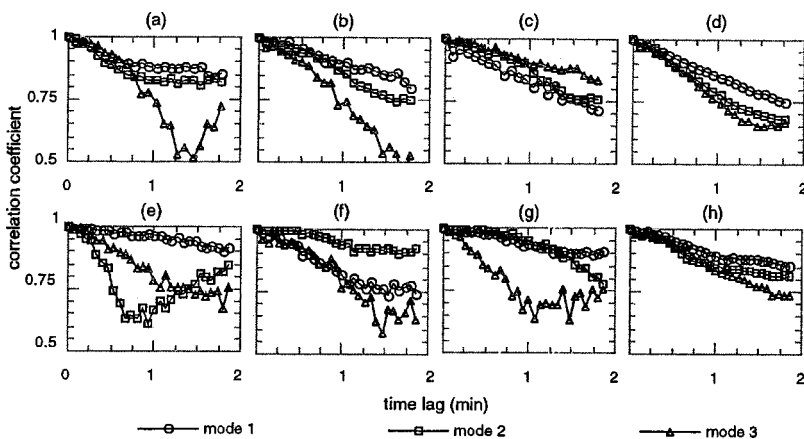 (a) (b) (c) (d)
1
0.75
0.5
0 1 2 1 2 1 2 1 2
(e) (f) (g) (h)
1
0.75
0.5
0 1 2 1 2 1 2 1 2
correlation coefficient
time lag (min)
mode 1 mode 2 mode 3